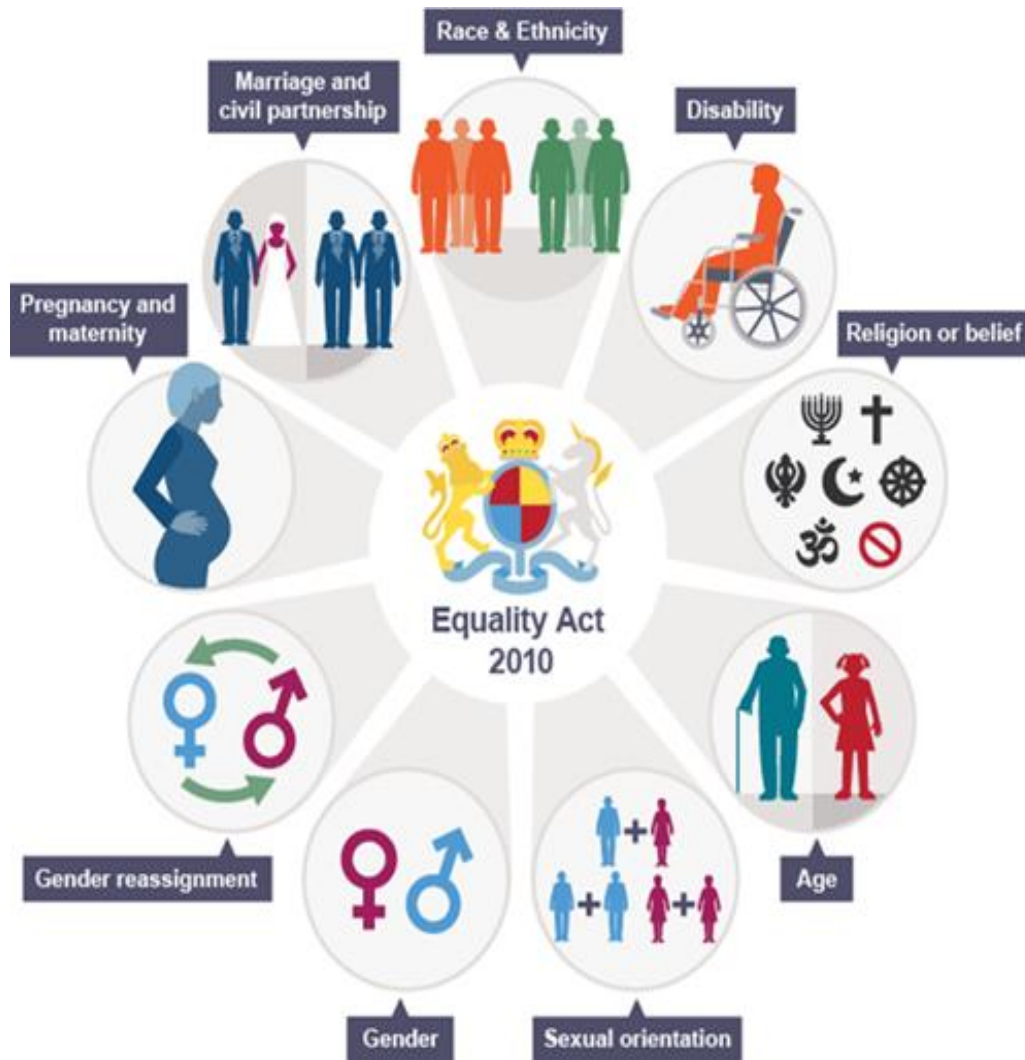 Race & Ethnicity
Marriage and
civil partnership
Disability
Pregnancy and
maternity
Religion or belief
Equality Act
2010
Gender reassignment
Age
Gender
Sexual orientation